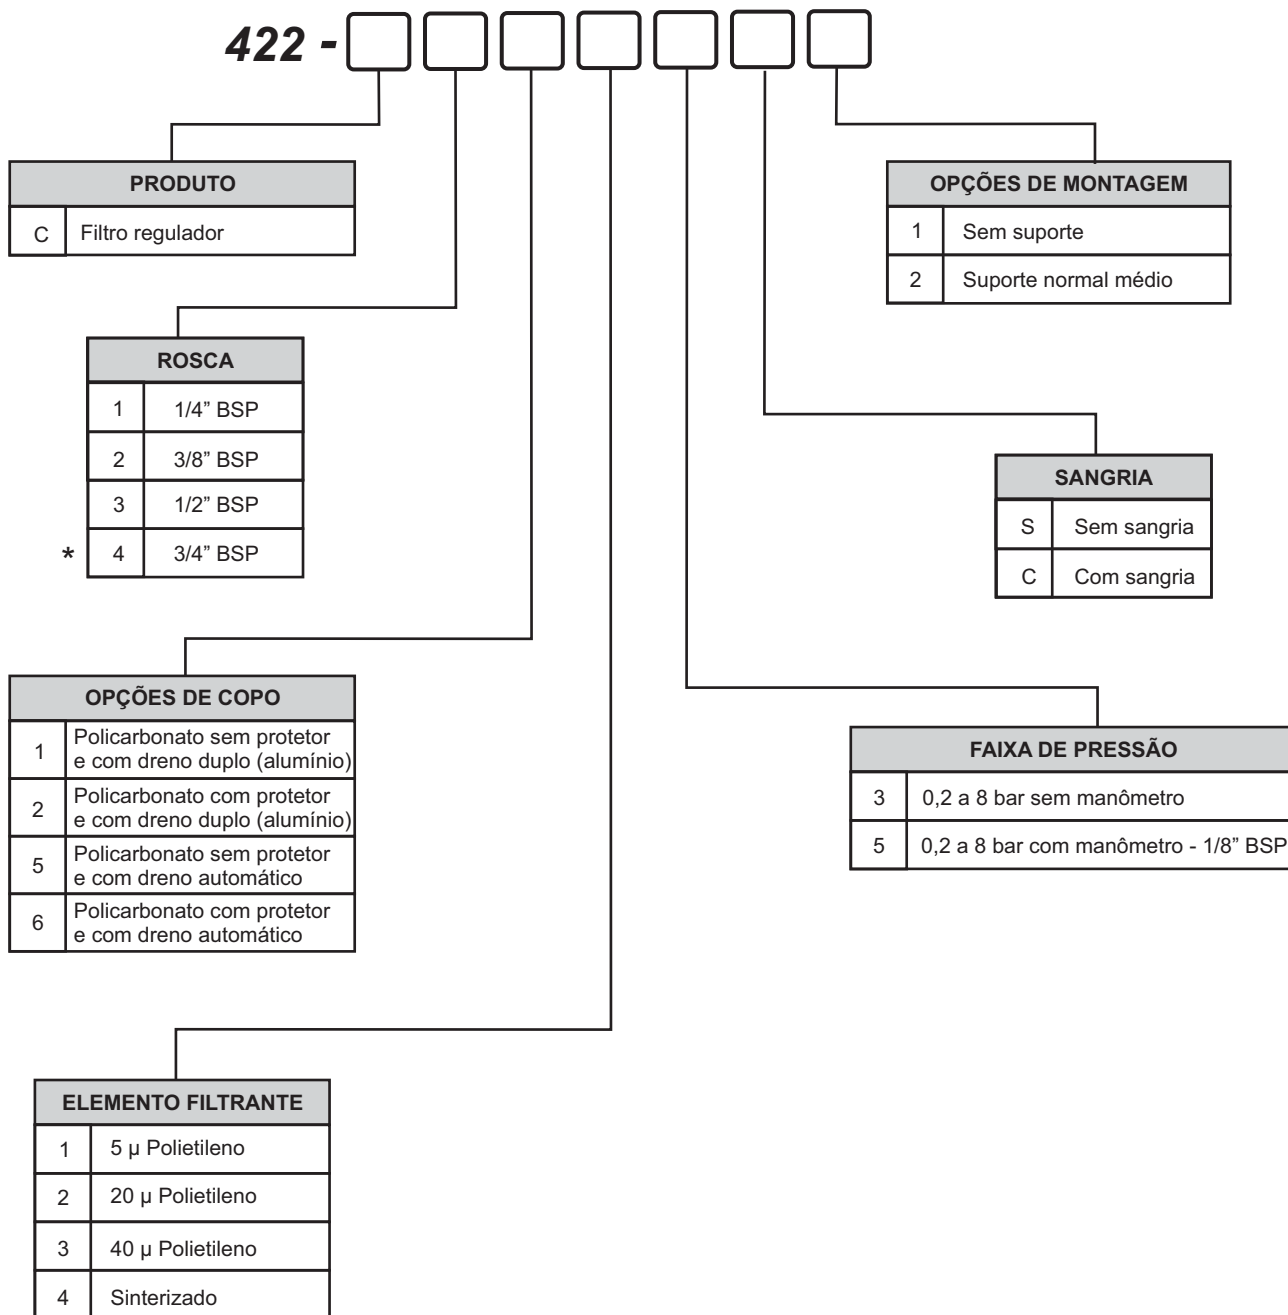 422 -
PRODUTO
C Filtro regulador
OPÇÕES DE MONTAGEM
1 Sem suporte
2 Suporte normal médio
ROSCA
1 1/4” BSP
2 3/8” BSP
3 1/2” BSP
* 4 3/4” BSP
SANGRIA
S Sem sangria
C Com sangria
OPÇÕES DE COPO
1 Policarbonato sem protetor
e com dreno duplo (alumínio)
2 Policarbonato com protetor
e com dreno duplo (alumínio)
5 Policarbonato sem protetor
e com dreno automático
6 Policarbonato com protetor
e com dreno automático
FAIXA DE PRESSÃO
3 0,2 a 8 bar sem manômetro
5 0,2 a 8 bar com manômetro - 1/8” BSP
ELEMENTO FILTRANTE
1 5 µ Polietileno
2 20 µ Polietileno
3 40 µ Polietileno
4 Sinterizado